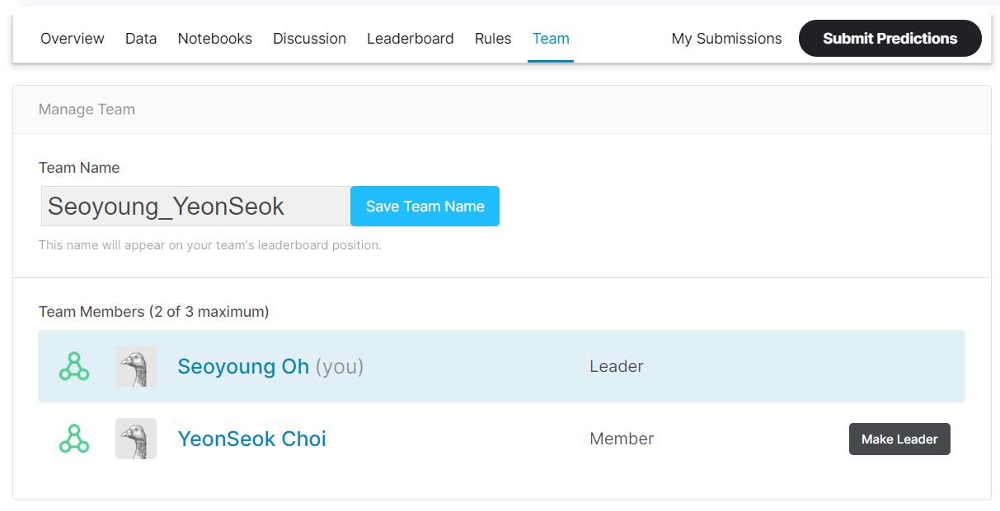 Overview Data Notebooks Discussion Leaderboard Rules Team My Submissions Submit Predictions
Manage Team
Team Name
Seoyoung_YeonSeok Save Team Name
This name will appear on your team's leaderboard position.
Team Members (2 of 3 maximum)
Seoyoung Oh (you) Leader
YeonSeok Choi Member Make Leader